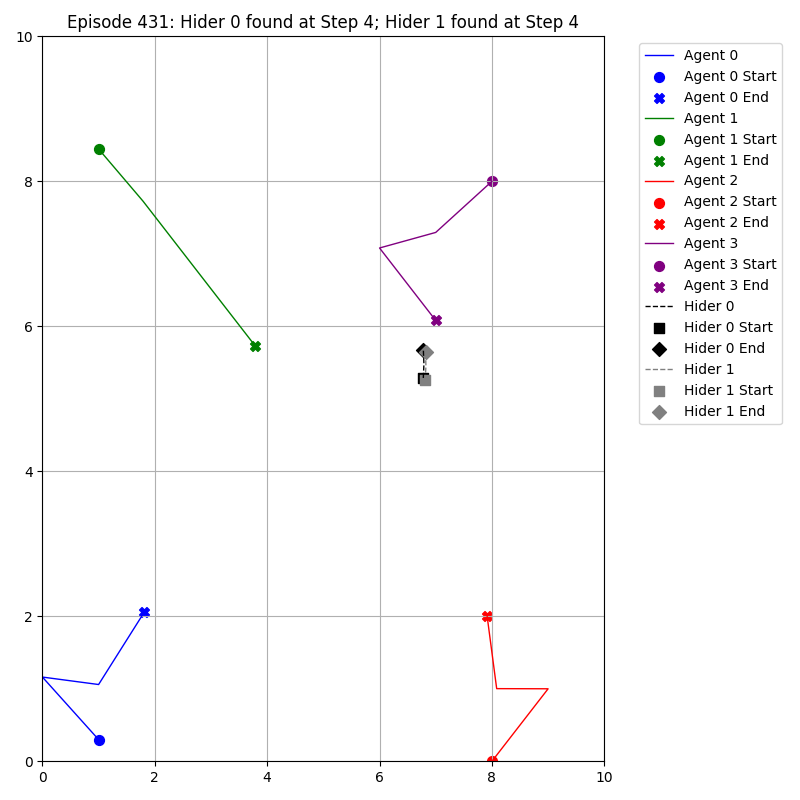 Episode 431: Hider 0 found at Step 4; Hider 1 found at Step 4
10
8
6
4
2
0
0 2 4 6 8 10
Agent 0
Agent 0 Start
Agent 0 End
Agent 1
Agent 1 Start
Agent 1 End
Agent 2
Agent 2 Start
Agent 2 End
Agent 3
Agent 3 Start
Agent 3 End
Hider 0
Hider 0 Start
Hider 0 End
Hider 1
Hider 1 Start
Hider 1 End